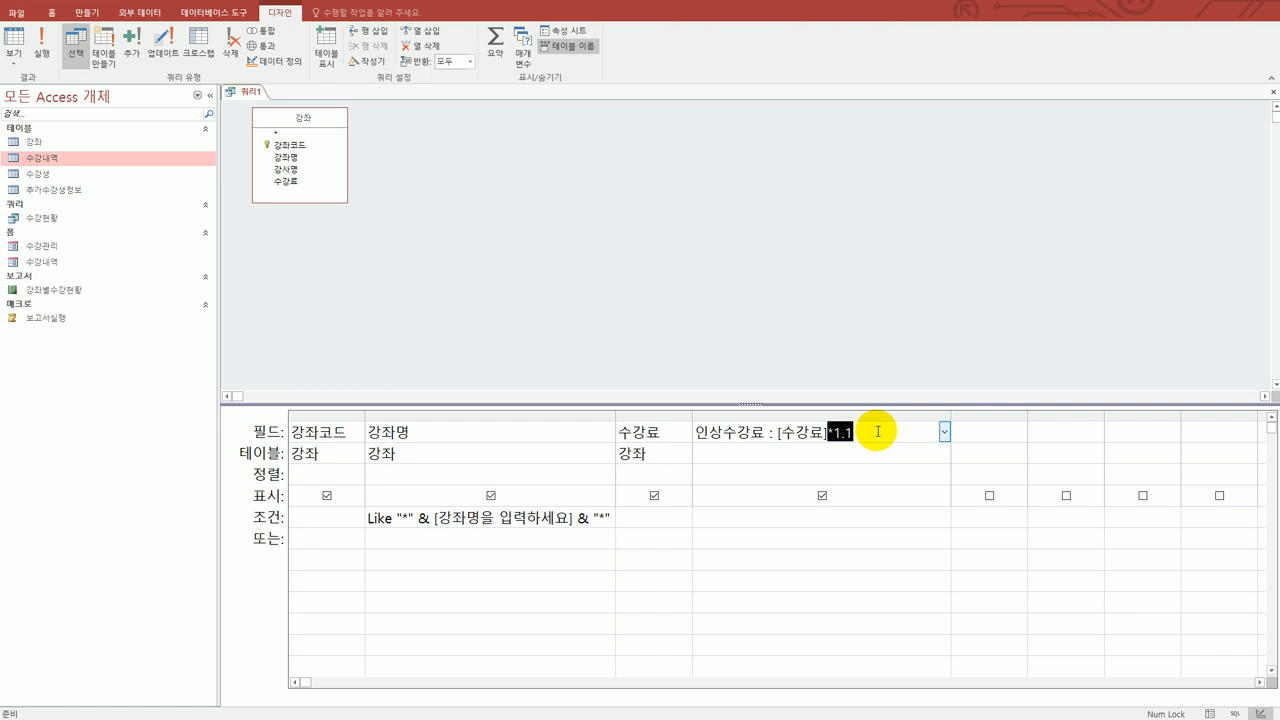 파일 홈 만들기 외부 데이터 데이터베이스 도구 디자인 수행할 작업을 알려 주세요.
보기 실행 선택 테이블 만들기 추가 업데이트 크로스탭 삭제 통합 통과 데이터 정의 테이블 표시 행 삽입 행 삭제 작성기 열 삽입 열 삭제 반환: 모두 요약 매개 변수 속성 시트 테이블 이름
결과 쿼리 유형 쿼리 설정 표시/숨기기
모든 Access 개체
검색...
테이블
강좌
수강내역
수강생
추가수강생정보
쿼리
수강현황
폼
수강관리
수강내역
보고서
강좌별수강현황
매크로
보고서실행
쿼리1
강좌
*
강좌코드
강좌명
강사명
수강료
필드: 강좌코드 강좌명 수강료 인상수강료 : [수강료]*1.1
테이블: 강좌 강좌 강좌
정렬:
표시:
조건: Like "*" & [강좌명을 입력하세요] & "*"
또는:
준비 Num Lock SQL